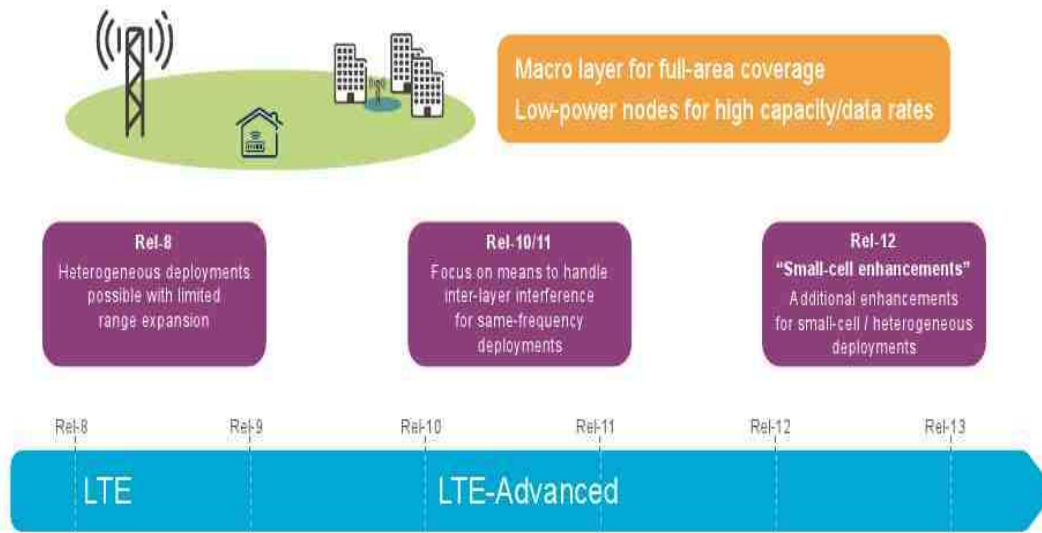 Macro layer for full-area coverage
Low-power nodes for high capacity/data rates
Rel-8
Heterogeneous deployments
possible with limited
range expansion
Rel-10/11
Focus on means to handle
inter-layer interference
for same-frequency
deployments
Rel-12
“Small-cell enhancements”
Additional enhancements
for small-cell / heterogeneous
deployments
Rel-8
Rel-9
Rel-10
Rel-11
Rel-12
Rel-13
LTE
LTE-Advanced